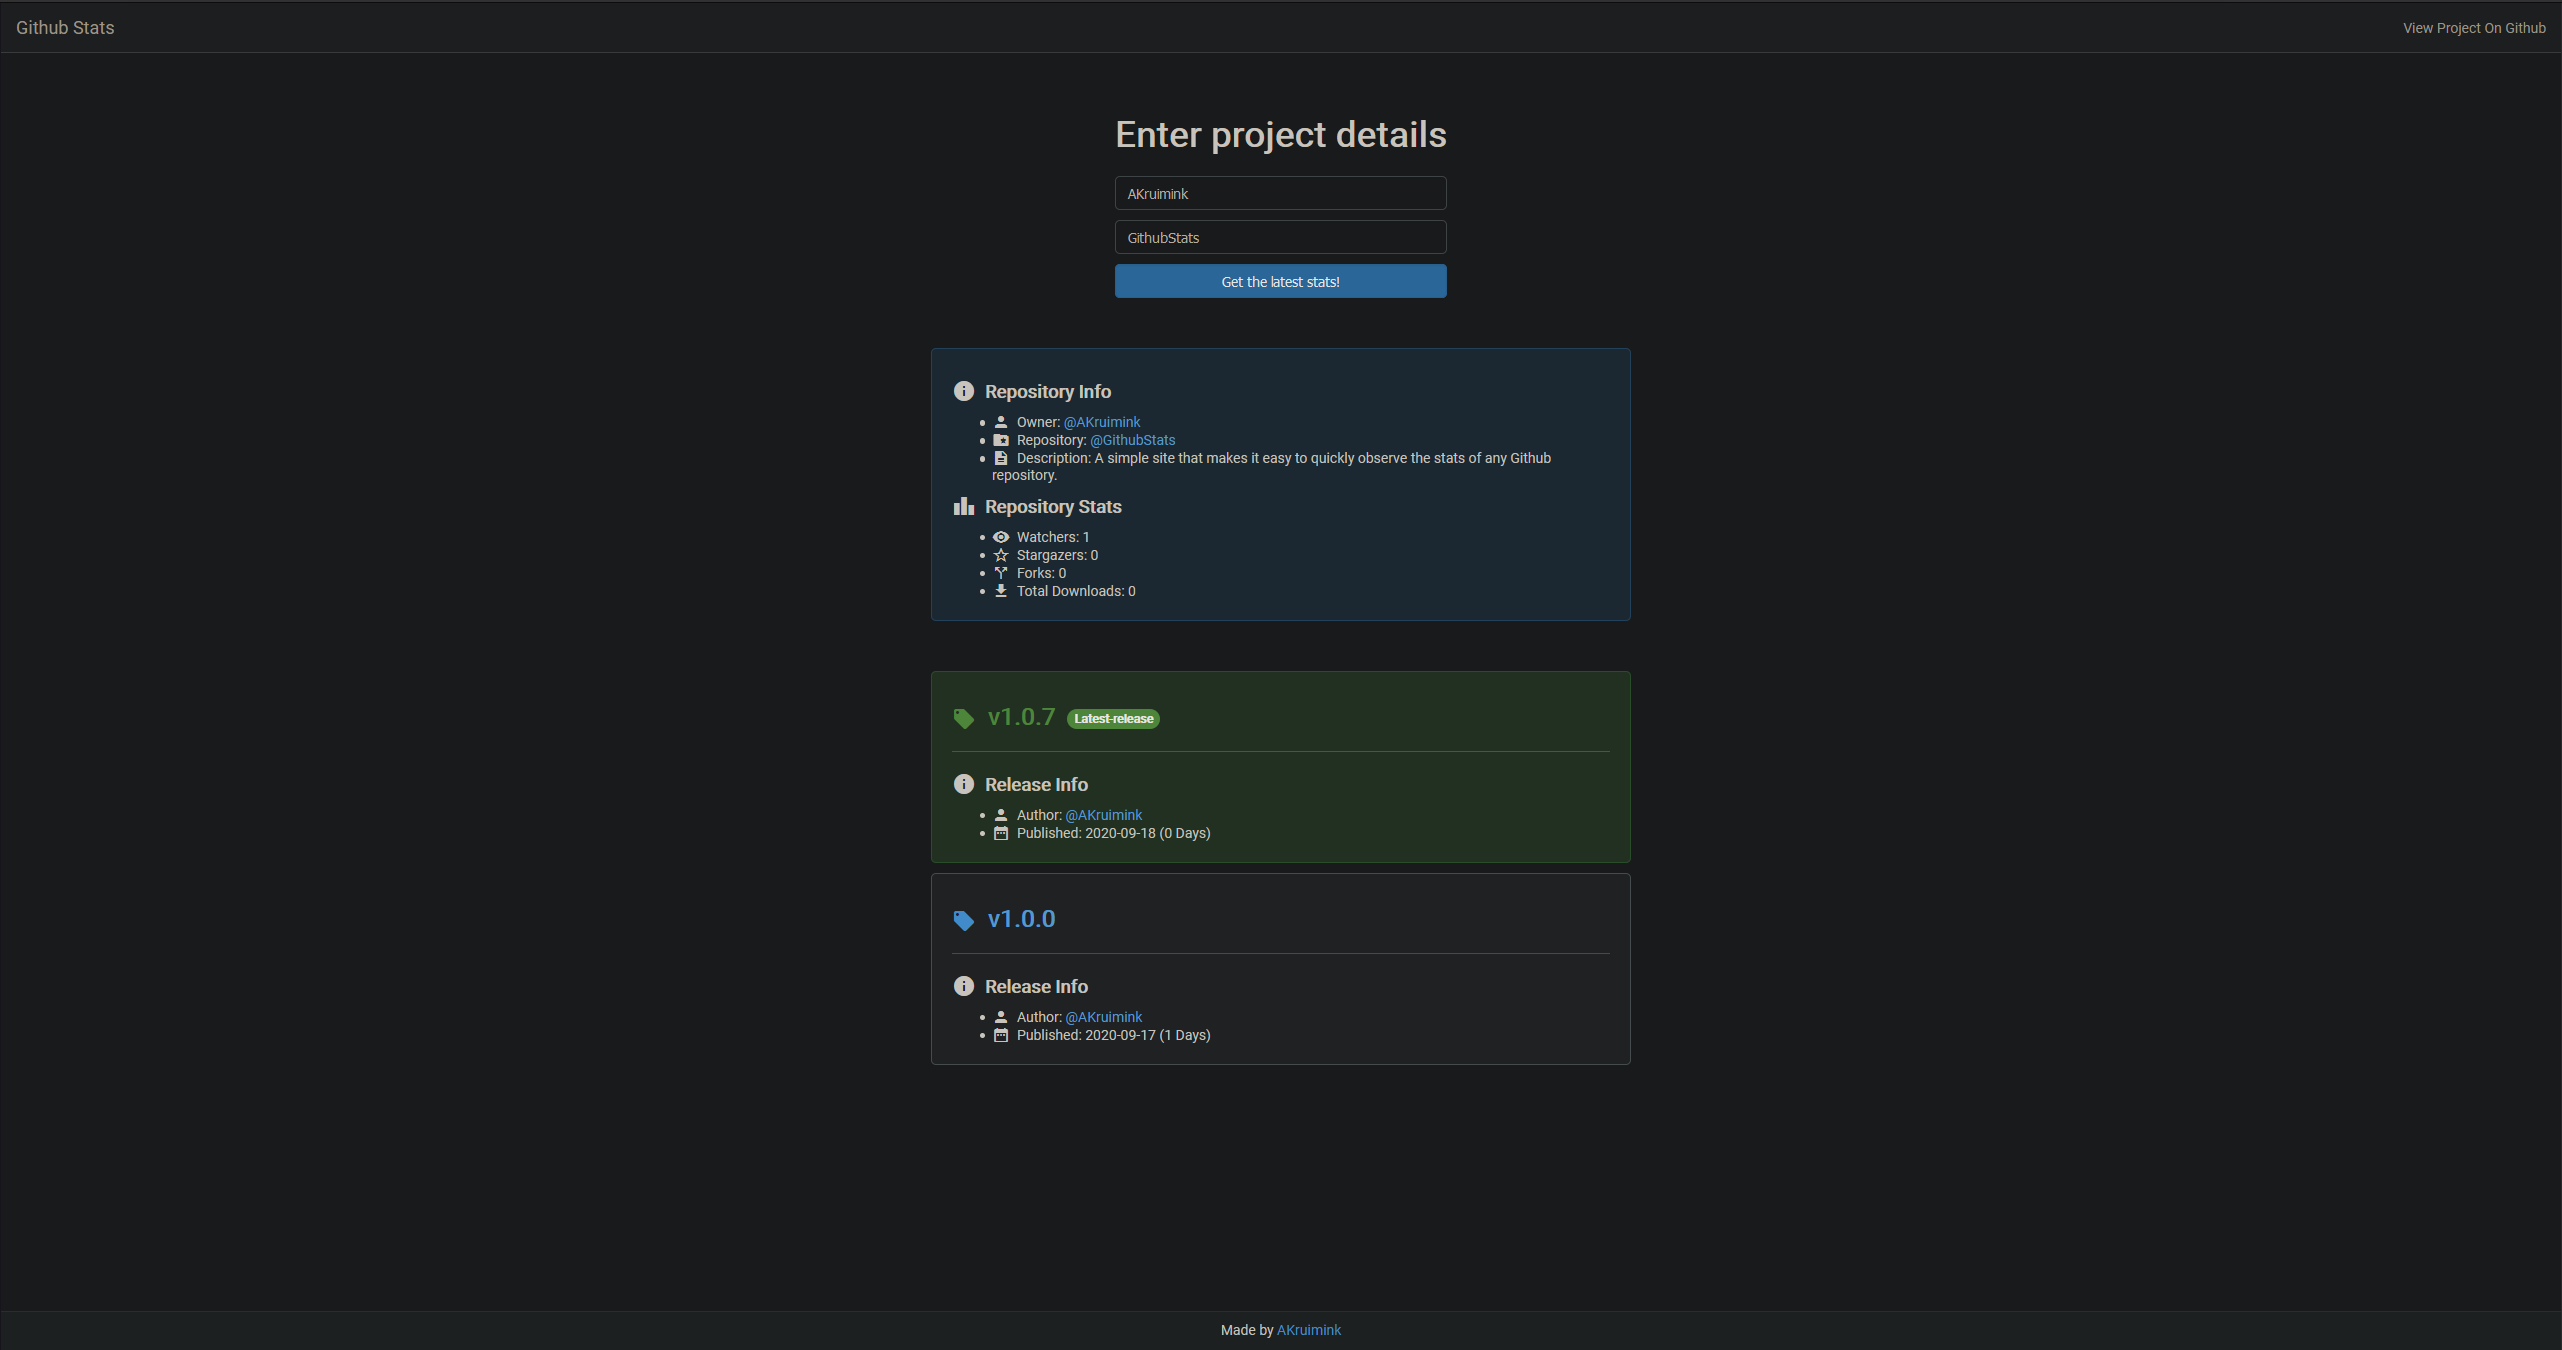 Github Stats
View Project On Github
Enter project details
AKruimink
GithubStats
Get the latest stats!
Repository Info
Owner: @AKruimink
Repository: @GithubStats
Description: A simple site that makes it easy to quickly observe the stats of any Github
repository.
Repository Stats
Watchers: 1
Stargazers: 0
Forks: 0
Total Downloads: 0
v1.0.7 Latest-release
Release Info
Author: @AKruimink
Published: 2020-09-18 (0 Days)
v1.0.0
Release Info
Author: @AKruimink
Published: 2020-09-17 (1 Days)
Made by AKruimink